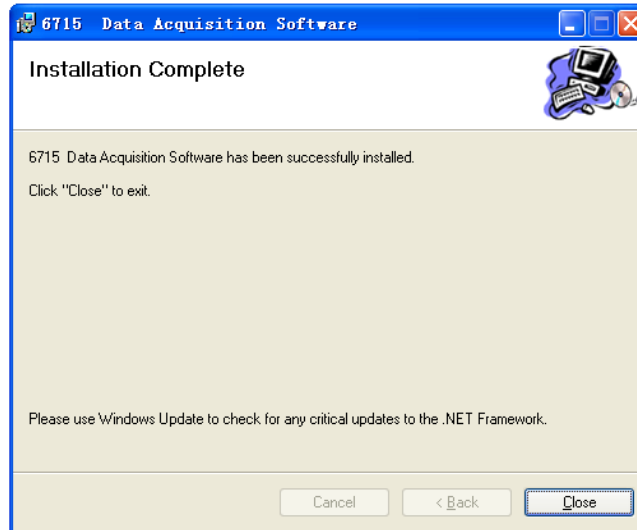 6715 Data Acquisition Software
Installation Complete
6715 Data Acquisition Software has been successfully installed.
Click "Close" to exit.
Please use Windows Update to check for any critical updates to the .NET Framework.
Cancel
< Back
Close